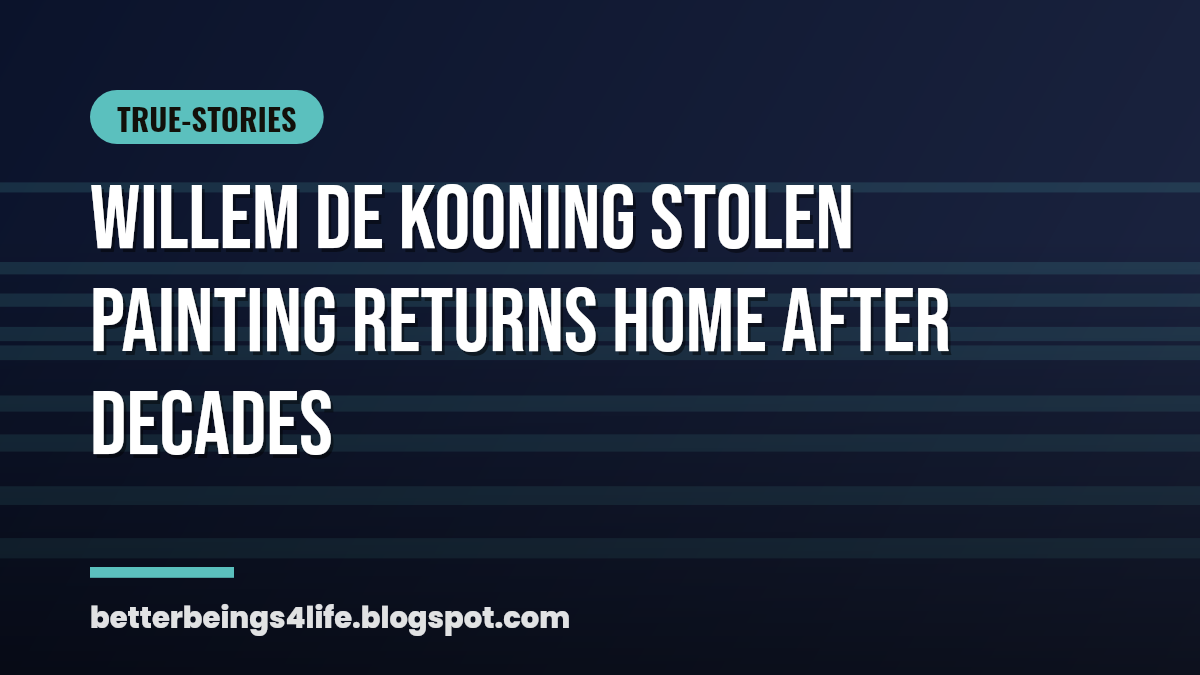 TRUE-STORIES
WILLEM DE KOONING STOLEN
PAINTING RETURNS HOME AFTER
DECADES
betterbeings4life.blogspot.com